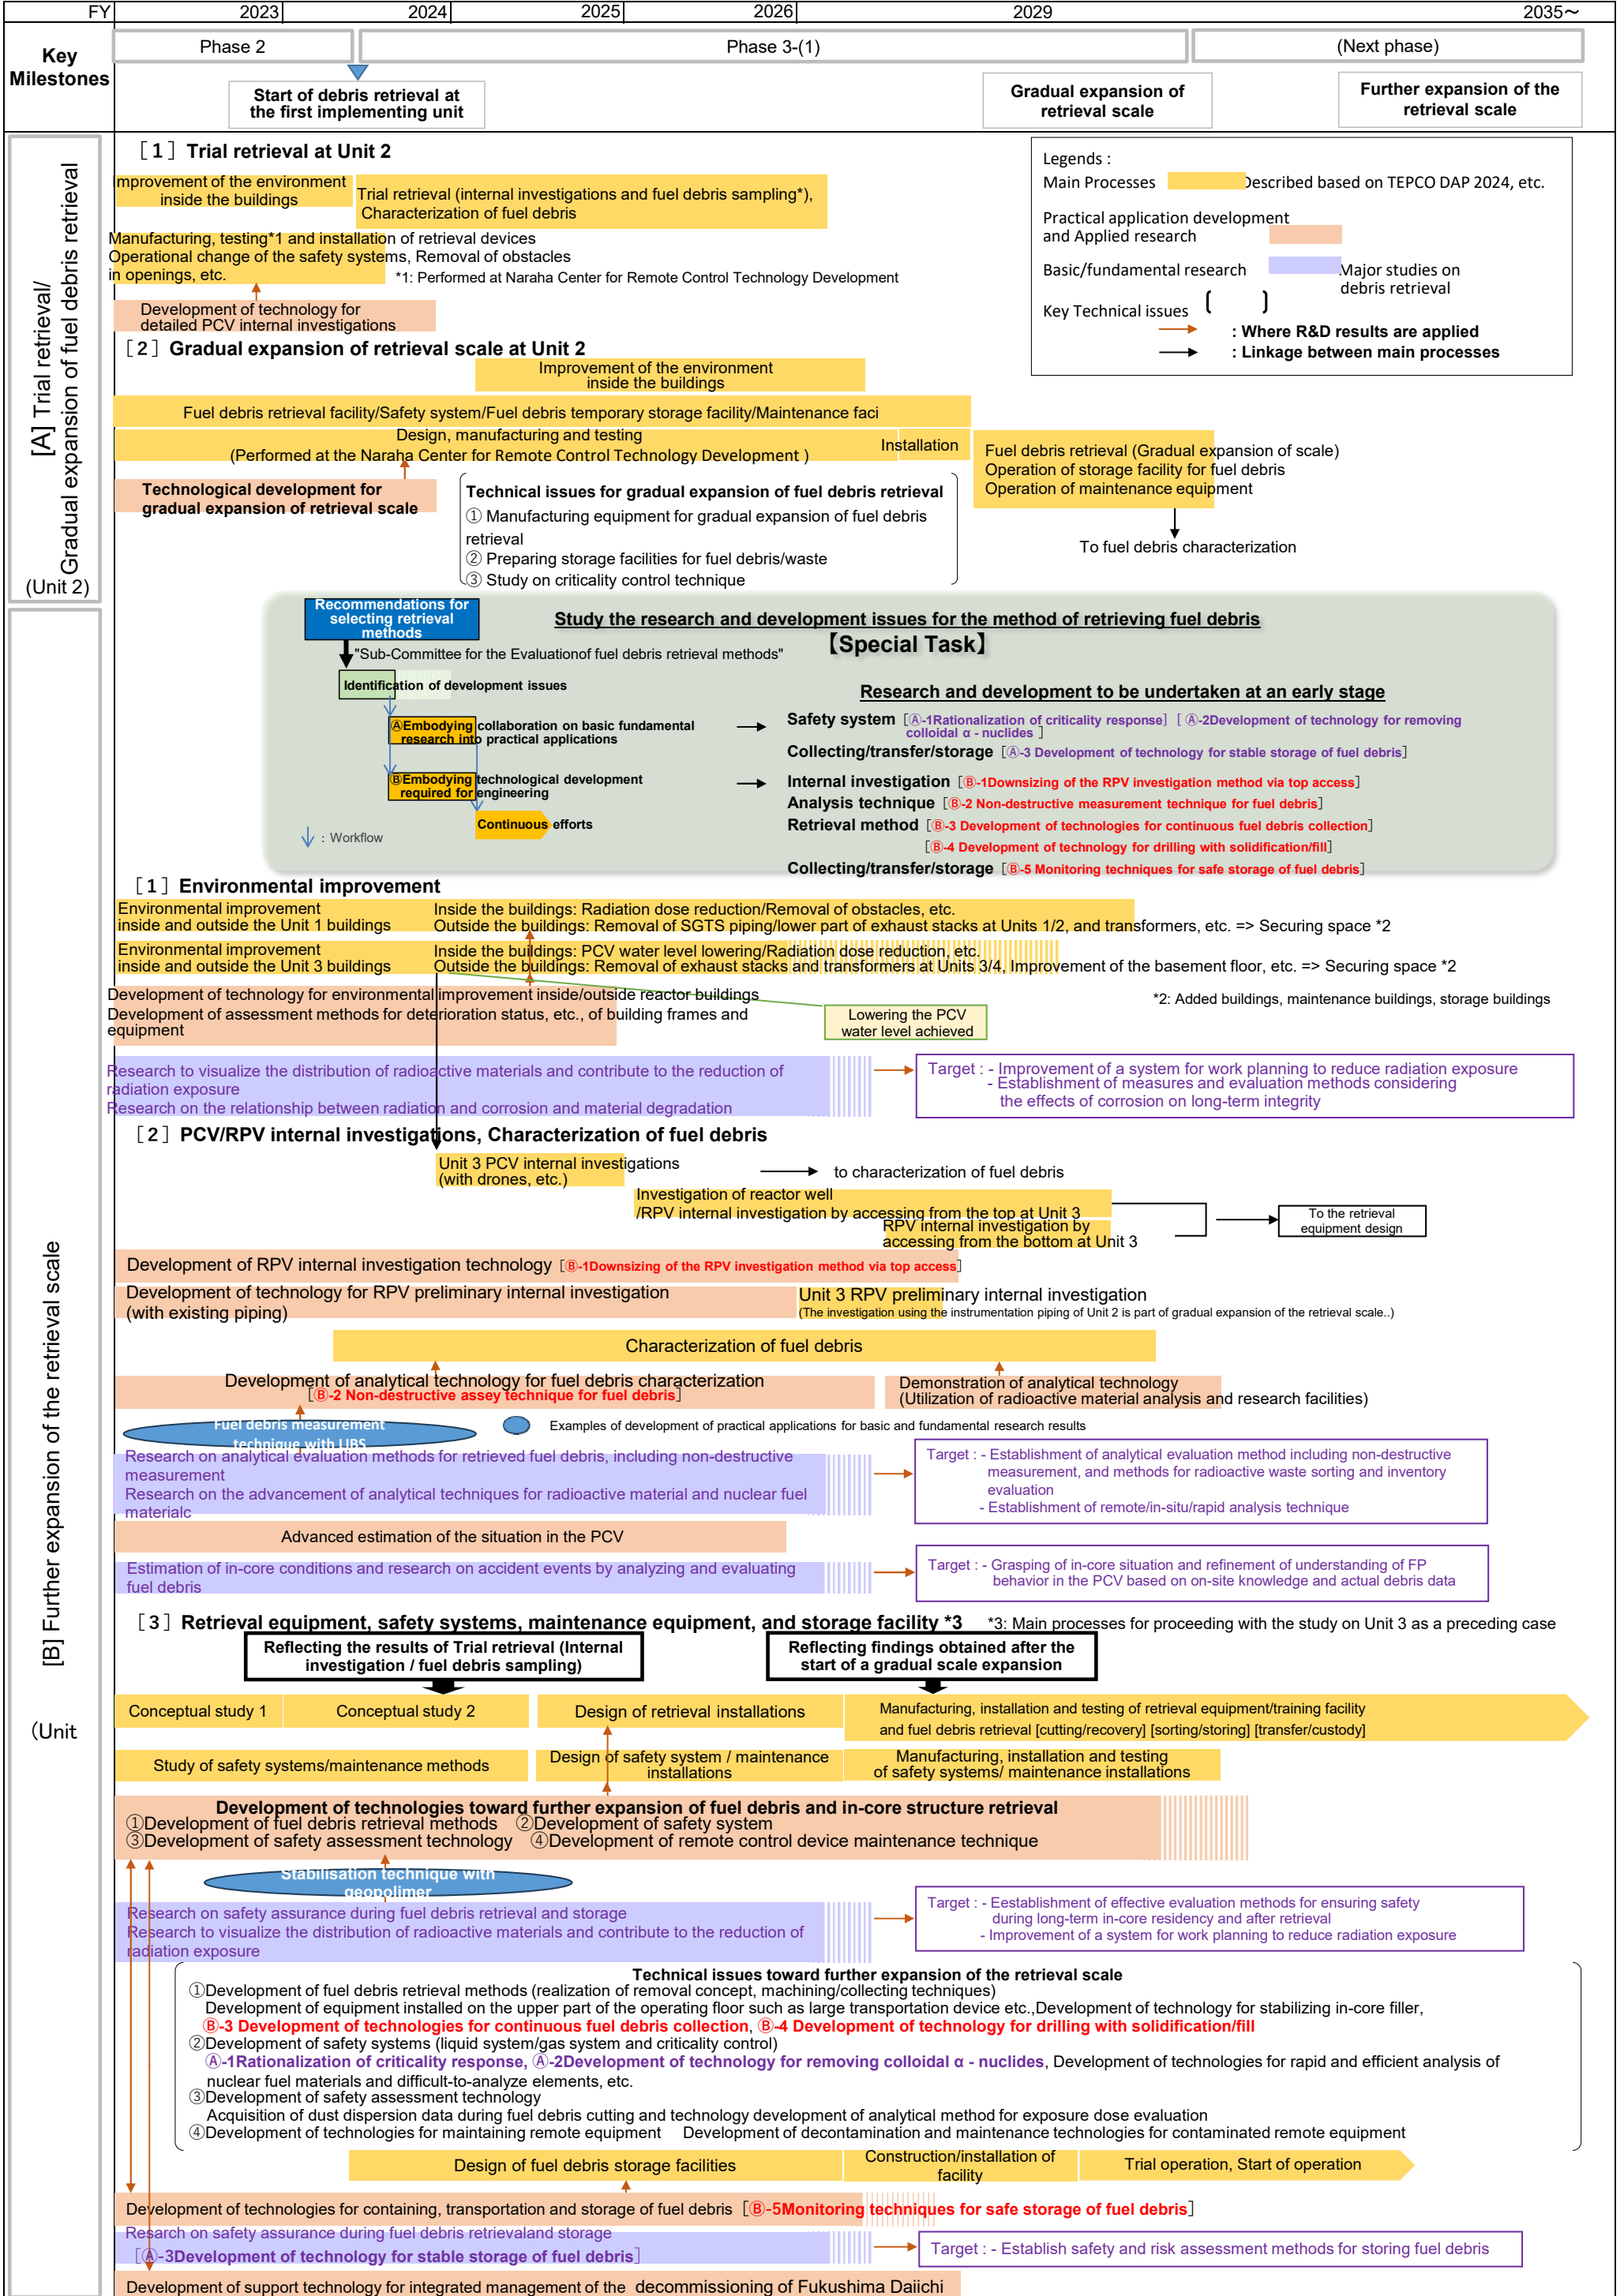 FY 2023 2024 2025 2026 2029 2035～
Key
Milestones
Phase 2
Phase 3-(1)
(Next phase)
Start of debris retrieval at
the first implementing unit
Gradual expansion of
retrieval scale
Further expansion of the
retrieval scale
[A] Trial retrieval/
Gradual expansion of fuel debris retrieval
(Unit 2)
［1］Trial retrieval at Unit 2
Improvement of the environment
inside the buildings
Trial retrieval (internal investigations and fuel debris sampling*),
Characterization of fuel debris
Manufacturing, testing*1 and installation of retrieval devices
Operational change of the safety systems, Removal of obstacles
in openings, etc.
*1: Performed at Naraha Center for Remote Control Technology Development
Development of technology for
detailed PCV internal investigations
Legends :
Main Processes
Described based on TEPCO DAP 2024, etc.
Practical application development
and Applied research
Basic/fundamental research
Major studies on
debris retrieval
Key Technical issues
: Where R&D results are applied
: Linkage between main processes
［2］Gradual expansion of retrieval scale at Unit 2
Improvement of the environment
inside the buildings
Fuel debris retrieval facility/Safety system/Fuel debris temporary storage facility/Maintenance faci
Design, manufacturing and testing
(Performed at the Naraha Center for Remote Control Technology Development )
Installation
Fuel debris retrieval (Gradual expansion of scale)
Operation of storage facility for fuel debris
Operation of maintenance equipment
To fuel debris characterization
Technological development for
gradual expansion of retrieval scale
Technical issues for gradual expansion of fuel debris retrieval
① Manufacturing equipment for gradual expansion of fuel debris
retrieval
② Preparing storage facilities for fuel debris/waste
③ Study on criticality control technique
[B] Further expansion of the retrieval scale
（Unit
Recommendations for
selecting retrieval
methods
Study the research and development issues for the method of retrieving fuel debris
【Special Task】
"Sub-Committee for the Evaluationof fuel debris retrieval methods"
Identification of development issues
ⒶEmbodying collaboration on basic fundamental
research into practical applications
ⒷEmbodying technological development
required for engineering
Continuous efforts
: Workflow
Research and development to be undertaken at an early stage
Safety system［Ⓐ-1Rationalization of criticality response］［Ⓐ-2Development of technology for removing
colloidal α - nuclides ］
Collecting/transfer/storage［Ⓐ-3 Development of technology for stable storage of fuel debris］
Internal investigation［Ⓑ-1Downsizing of the RPV investigation method via top access］
Analysis technique［Ⓑ-2 Non-destructive measurement technique for fuel debris］
Retrieval method［Ⓑ-3 Development of technologies for continuous fuel debris collection］
［Ⓑ-4 Development of technology for drilling with solidification/fill］
Collecting/transfer/storage［Ⓑ-5 Monitoring techniques for safe storage of fuel debris］
［1］Environmental improvement
Environmental improvement
inside and outside the Unit 1 buildings
Inside the buildings: Radiation dose reduction/Removal of obstacles, etc.
Outside the buildings: Removal of SGTS piping/lower part of exhaust stacks at Units 1/2, and transformers, etc. => Securing space *2
Environmental improvement
inside and outside the Unit 3 buildings
Inside the buildings: PCV water level lowering/Radiation dose reduction, etc.
Outside the buildings: Removal of exhaust stacks and transformers at Units 3/4, Improvement of the basement floor, etc. => Securing space *2
*2: Added buildings, maintenance buildings, storage buildings
Development of technology for environmental improvement inside/outside reactor buildings
Development of assessment methods for deterioration status, etc., of building frames and
equipment
Lowering the PCV
water level achieved
Research to visualize the distribution of radioactive materials and contribute to the reduction of
radiation exposure
Research on the relationship between radiation and corrosion and material degradation
Target : - Improvement of a system for work planning to reduce radiation exposure
- Establishment of measures and evaluation methods considering
the effects of corrosion on long-term integrity
［2］PCV/RPV internal investigations, Characterization of fuel debris
Unit 3 PCV internal investigations
(with drones, etc.)
to characterization of fuel debris
Investigation of reactor well
/RPV internal investigation by accessing from the top at Unit 3
RPV internal investigation by
accessing from the bottom at Unit 3
To the retrieval
equipment design
Development of RPV internal investigation technology［Ⓑ-1Downsizing of the RPV investigation method via top access］
Development of technology for RPV preliminary internal investigation
(with existing piping)
Unit 3 RPV preliminary internal investigation
(The investigation using the instrumentation piping of Unit 2 is part of gradual expansion of the retrieval scale..)
Characterization of fuel debris
Development of analytical technology for fuel debris characterization
［Ⓑ-2 Non-destructive assey technique for fuel debris］
Demonstration of analytical technology
(Utilization of radioactive material analysis and research facilities)
Fuel debris measurement
technique with LIBS
Examples of development of practical applications for basic and fundamental research results
Research on analytical evaluation methods for retrieved fuel debris, including non-destructive
measurement
Research on the advancement of analytical techniques for radioactive material and nuclear fuel
materialc
Target : - Establishment of analytical evaluation method including non-destructive
measurement, and methods for radioactive waste sorting and inventory
evaluation
- Establishment of remote/in-situ/rapid analysis technique
Advanced estimation of the situation in the PCV
Estimation of in-core conditions and research on accident events by analyzing and evaluating
fuel debris
Target : - Grasping of in-core situation and refinement of understanding of FP
behavior in the PCV based on on-site knowledge and actual debris data
［3］Retrieval equipment, safety systems, maintenance equipment, and storage facility *3
*3: Main processes for proceeding with the study on Unit 3 as a preceding case
Reflecting the results of Trial retrieval (Internal
investigation / fuel debris sampling)
Reflecting findings obtained after the
start of a gradual scale expansion
Conceptual study 1
Conceptual study 2
Design of retrieval installations
Manufacturing, installation and testing of retrieval equipment/training facility
and fuel debris retrieval [cutting/recovery] [sorting/storing] [transfer/custody]
Study of safety systems/maintenance methods
Design of safety system / maintenance
installations
Manufacturing, installation and testing
of safety systems/ maintenance installations
Development of technologies toward further expansion of fuel debris and in-core structure retrieval
①Development of fuel debris retrieval methods ②Development of safety system
③Development of safety assessment technology ④Development of remote control device maintenance technique
Stabilisation technique with
geopolimer
Research on safety assurance during fuel debris retrieval and storage
Research to visualize the distribution of radioactive materials and contribute to the reduction of
radiation exposure
Target : - Eestablishment of effective evaluation methods for ensuring safety
during long-term in-core residency and after retrieval
- Improvement of a system for work planning to reduce radiation exposure
Technical issues toward further expansion of the retrieval scale
①Development of fuel debris retrieval methods (realization of removal concept, machining/collecting techniques)
Development of equipment installed on the upper part of the operating floor such as large transportation device etc.,Development of technology for stabilizing in-core filler,
Ⓑ-3 Development of technologies for continuous fuel debris collection, Ⓑ-4 Development of technology for drilling with solidification/fill
②Development of safety systems (liquid system/gas system and criticality control)
Ⓐ-1Rationalization of criticality response, Ⓐ-2Development of technology for removing colloidal α - nuclides, Development of technologies for rapid and efficient analysis of
nuclear fuel materials and difficult-to-analyze elements, etc.
③Development of safety assessment technology
Acquisition of dust dispersion data during fuel debris cutting and technology development of analytical method for exposure dose evaluation
④Development of technologies for maintaining remote equipment Development of decontamination and maintenance technologies for contaminated remote equipment
Design of fuel debris storage facilities
Construction/installation of
facility
Trial operation, Start of operation
Development of technologies for containing, transportation and storage of fuel debris［Ⓑ-5Monitoring techniques for safe storage of fuel debris］
Resarch on safety assurance during fuel debris retrievaland storage
［Ⓐ-3Development of technology for stable storage of fuel debris］
Target : - Establish safety and risk assessment methods for storing fuel debris
Development of support technology for integrated management of the decommissioning of Fukushima Daiichi